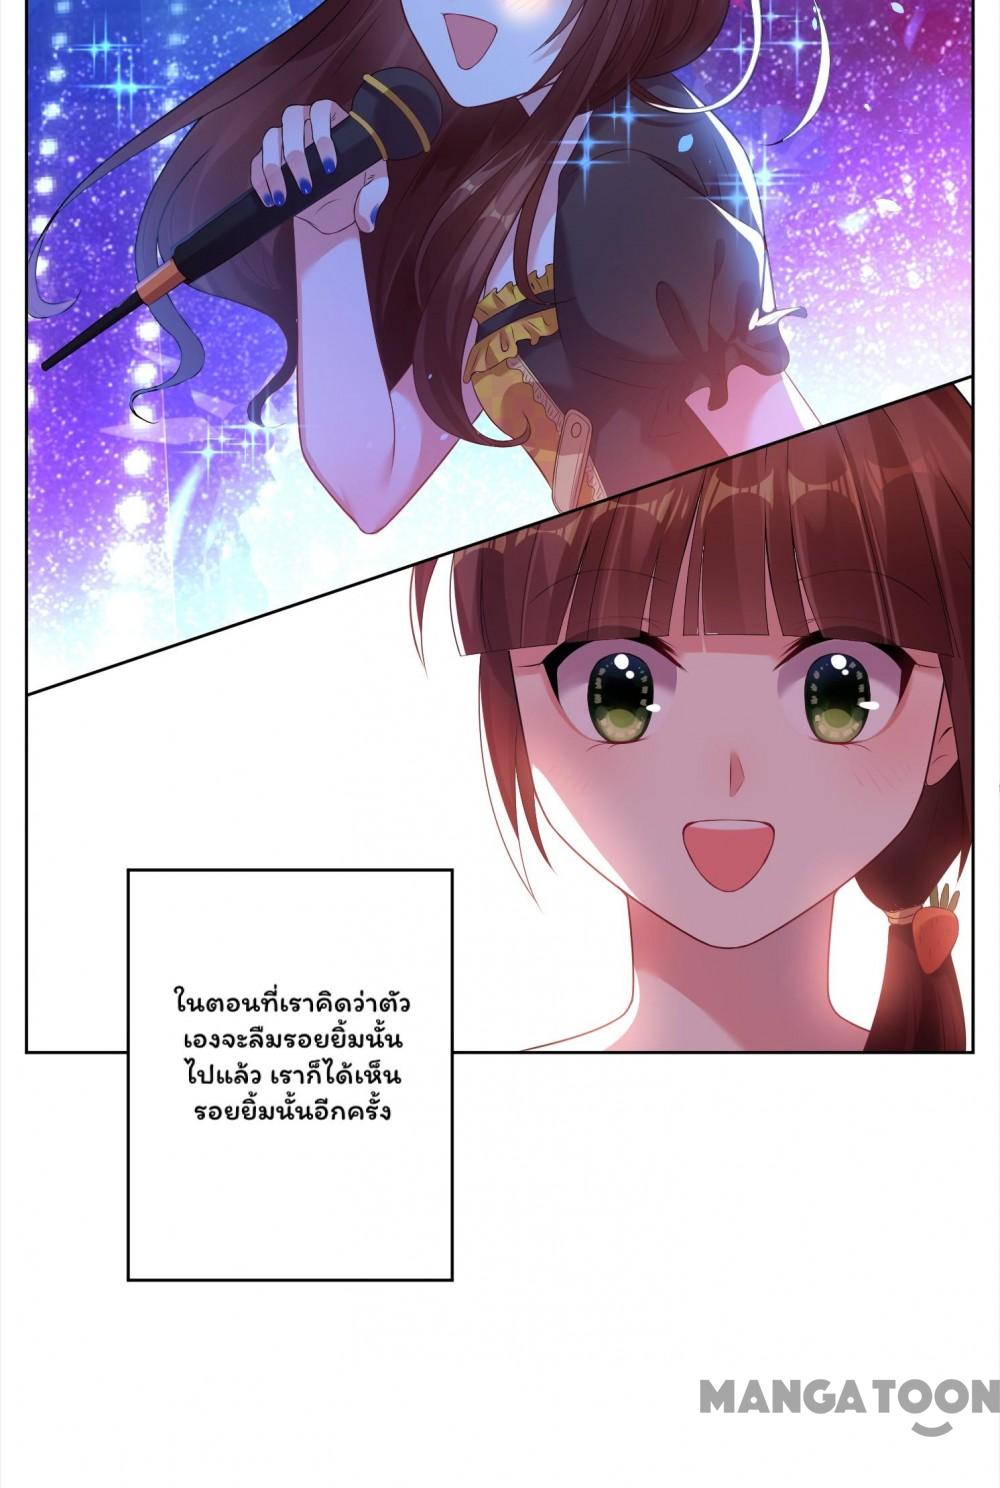 ในตอนที่เราคิดว่าตัว
เองจะลืมรอยยิ้มนั้น
ไปแล้ว เราก็ได้เห็น
รอยยิ้มนั้นอีกครั้ง
MANGATOON